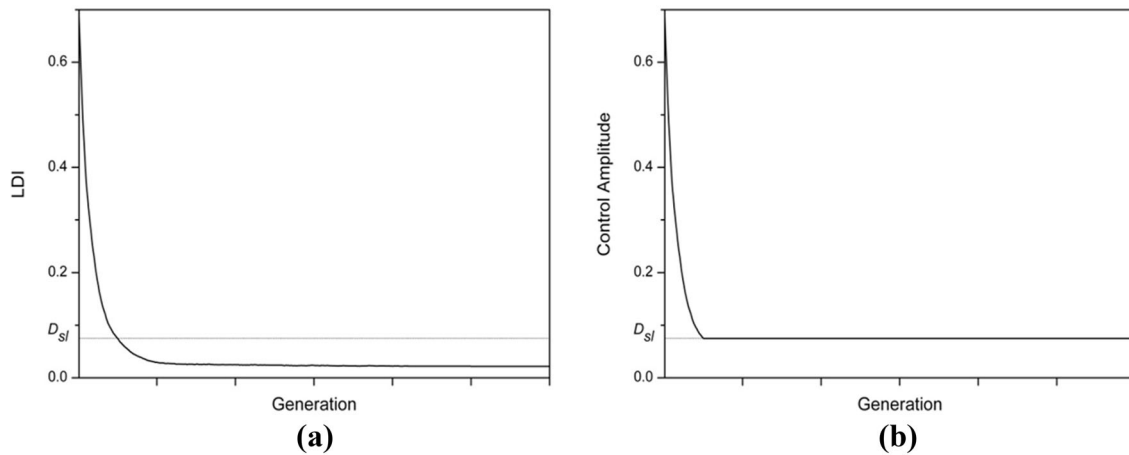 LDI
0.6
0.4
0.2
D_sl
0.0
Generation
(a)
Control Amplitude
0.6
0.4
0.2
D_sl
0.0
Generation
(b)